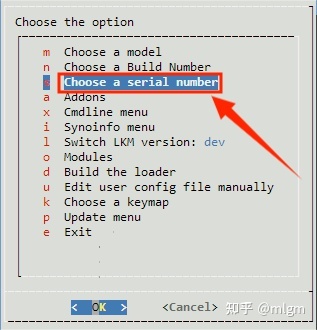 Choose the option
m Choose a model
n Choose a Build Number
Choose a serial number
a Addons
x Cmdline menu
i Synoinfo menu
l Switch LKM version: dev
o Modules
d Build the loader
u Edit user config file manually
k Choose a keymap
p Update menu
e Exit
< OK > <Cancel>
知乎 @mlgm